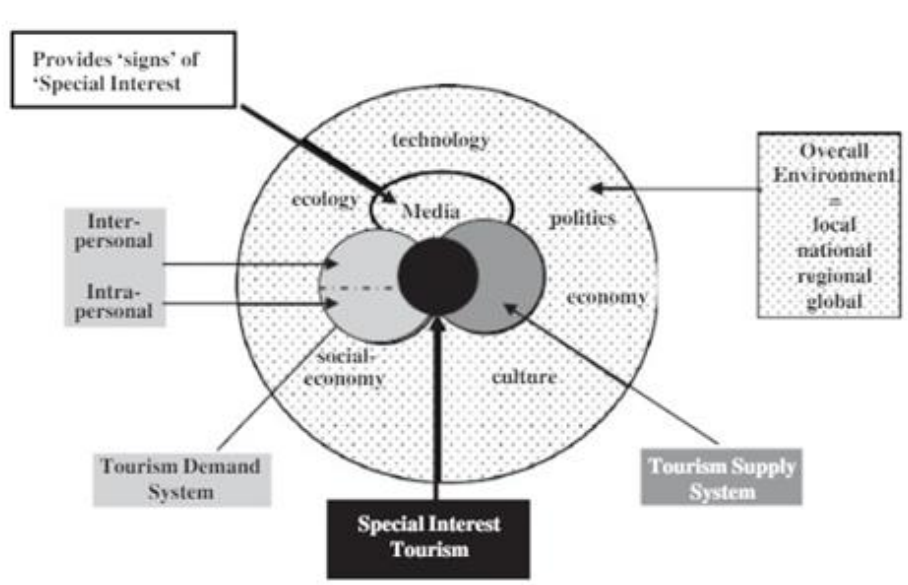 Provides ‘signs’ of
‘Special Interest
technology
ecology
Media
politics
Overall
Environment
=
local
national
regional
global
Inter-
personal
Intra-
personal
economy
social-
economy
culture
Tourism Demand
System
Tourism Supply
System
Special Interest
Tourism